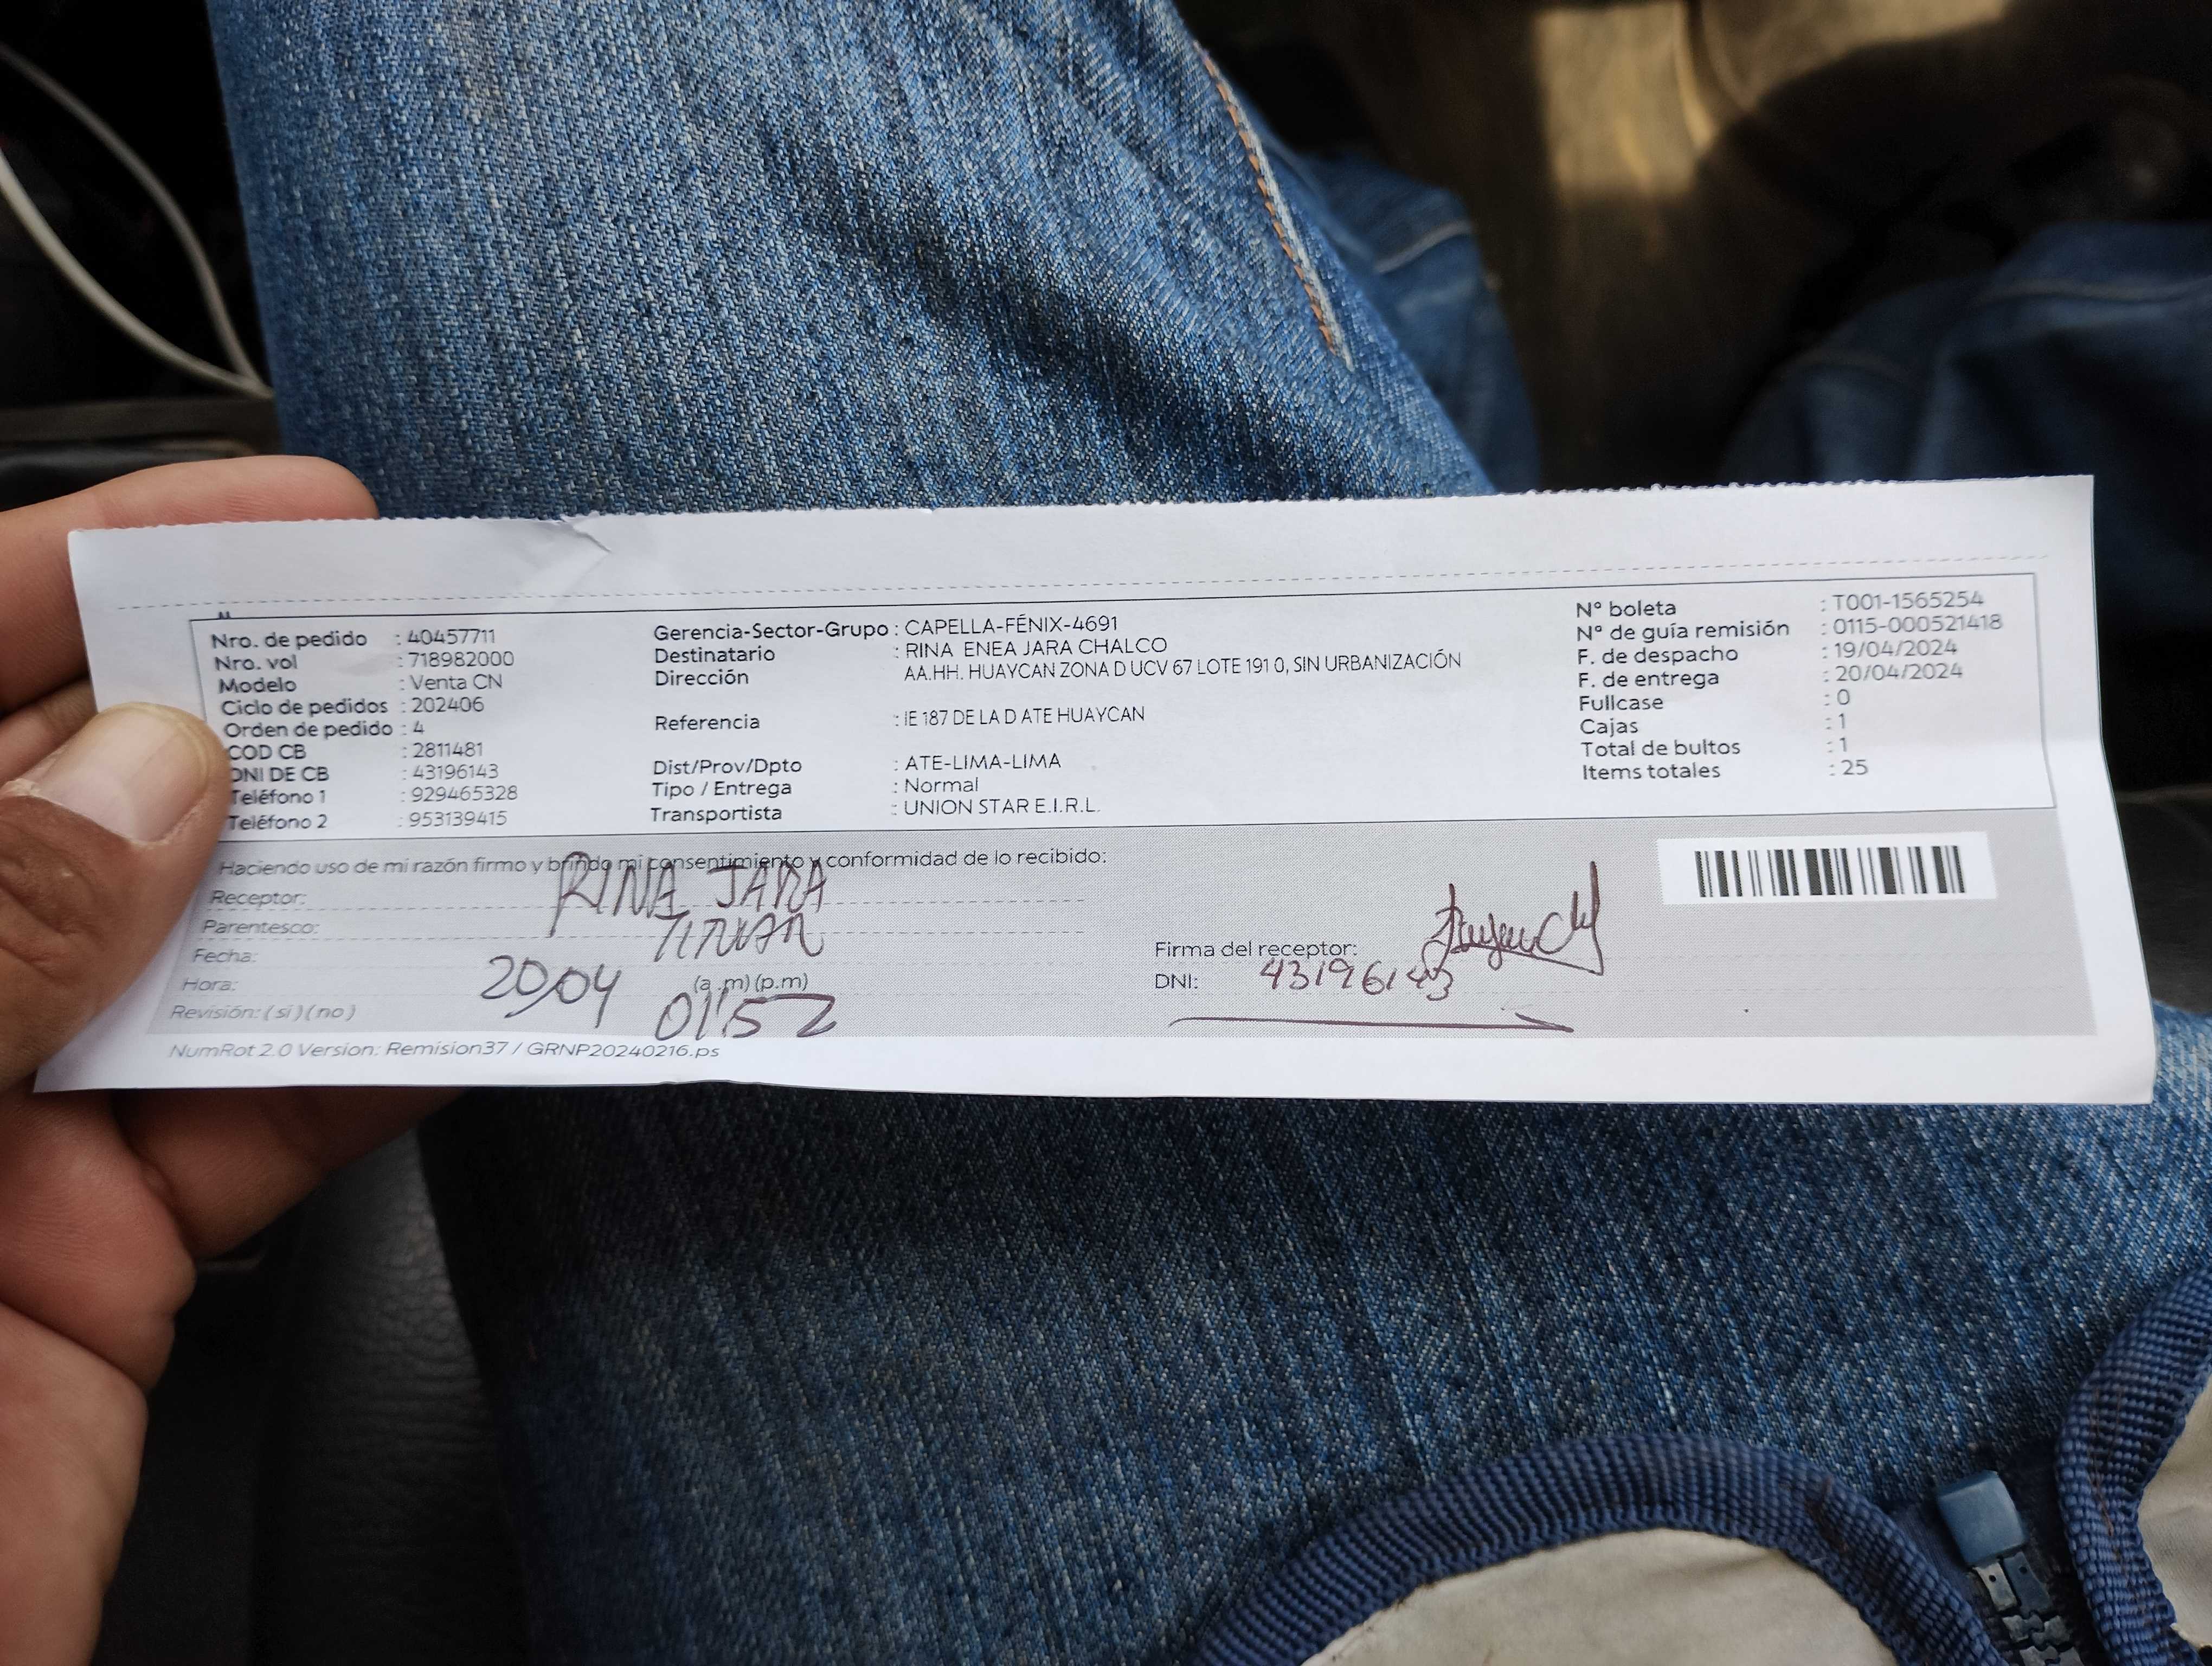 Nro. de pedido : 40457711
Nro. vol : 718982000
Modelo : Venta CN
Ciclo de pedidos : 202406
Orden de pedido : 4
COD CB : 2811481
DNI DE CB : 43196143
Teléfono 1 : 929465328
Teléfono 2 : 953139415
Gerencia-Sector-Grupo : CAPELLA-FÉNIX-4691
Destinatario : RINA ENEA JARA CHALCO
Dirección AA.HH. HUAYCAN ZONA D UCV 67 LOTE 191 0, SIN URBANIZACIÓN
Referencia : IE 187 DE LA D ATE HUAYCAN
Dist/Prov/Dpto : ATE-LIMA-LIMA
Tipo / Entrega : Normal
Transportista : UNION STAR E.I.R.L.
N° boleta : T001-1565254
N° de guía remisión : 0115-000521418
F. de despacho : 19/04/2024
F. de entrega : 20/04/2024
Fullcase : 0
Cajas : 1
Total de bultos : 1
Items totales : 25
Haciendo uso de mi razón firmo y brindo mi consentimiento y conformidad de lo recibido:
Receptor: RINA JARA
Parentesco:
Fecha: 20/04
Hora: (a .m) (p.m) 01:52
Revisión: ( si ) ( no )
Firma del receptor:
DNI: 43196143
NumRot 2.0 Version: Remision37 / GRNP20240216.ps